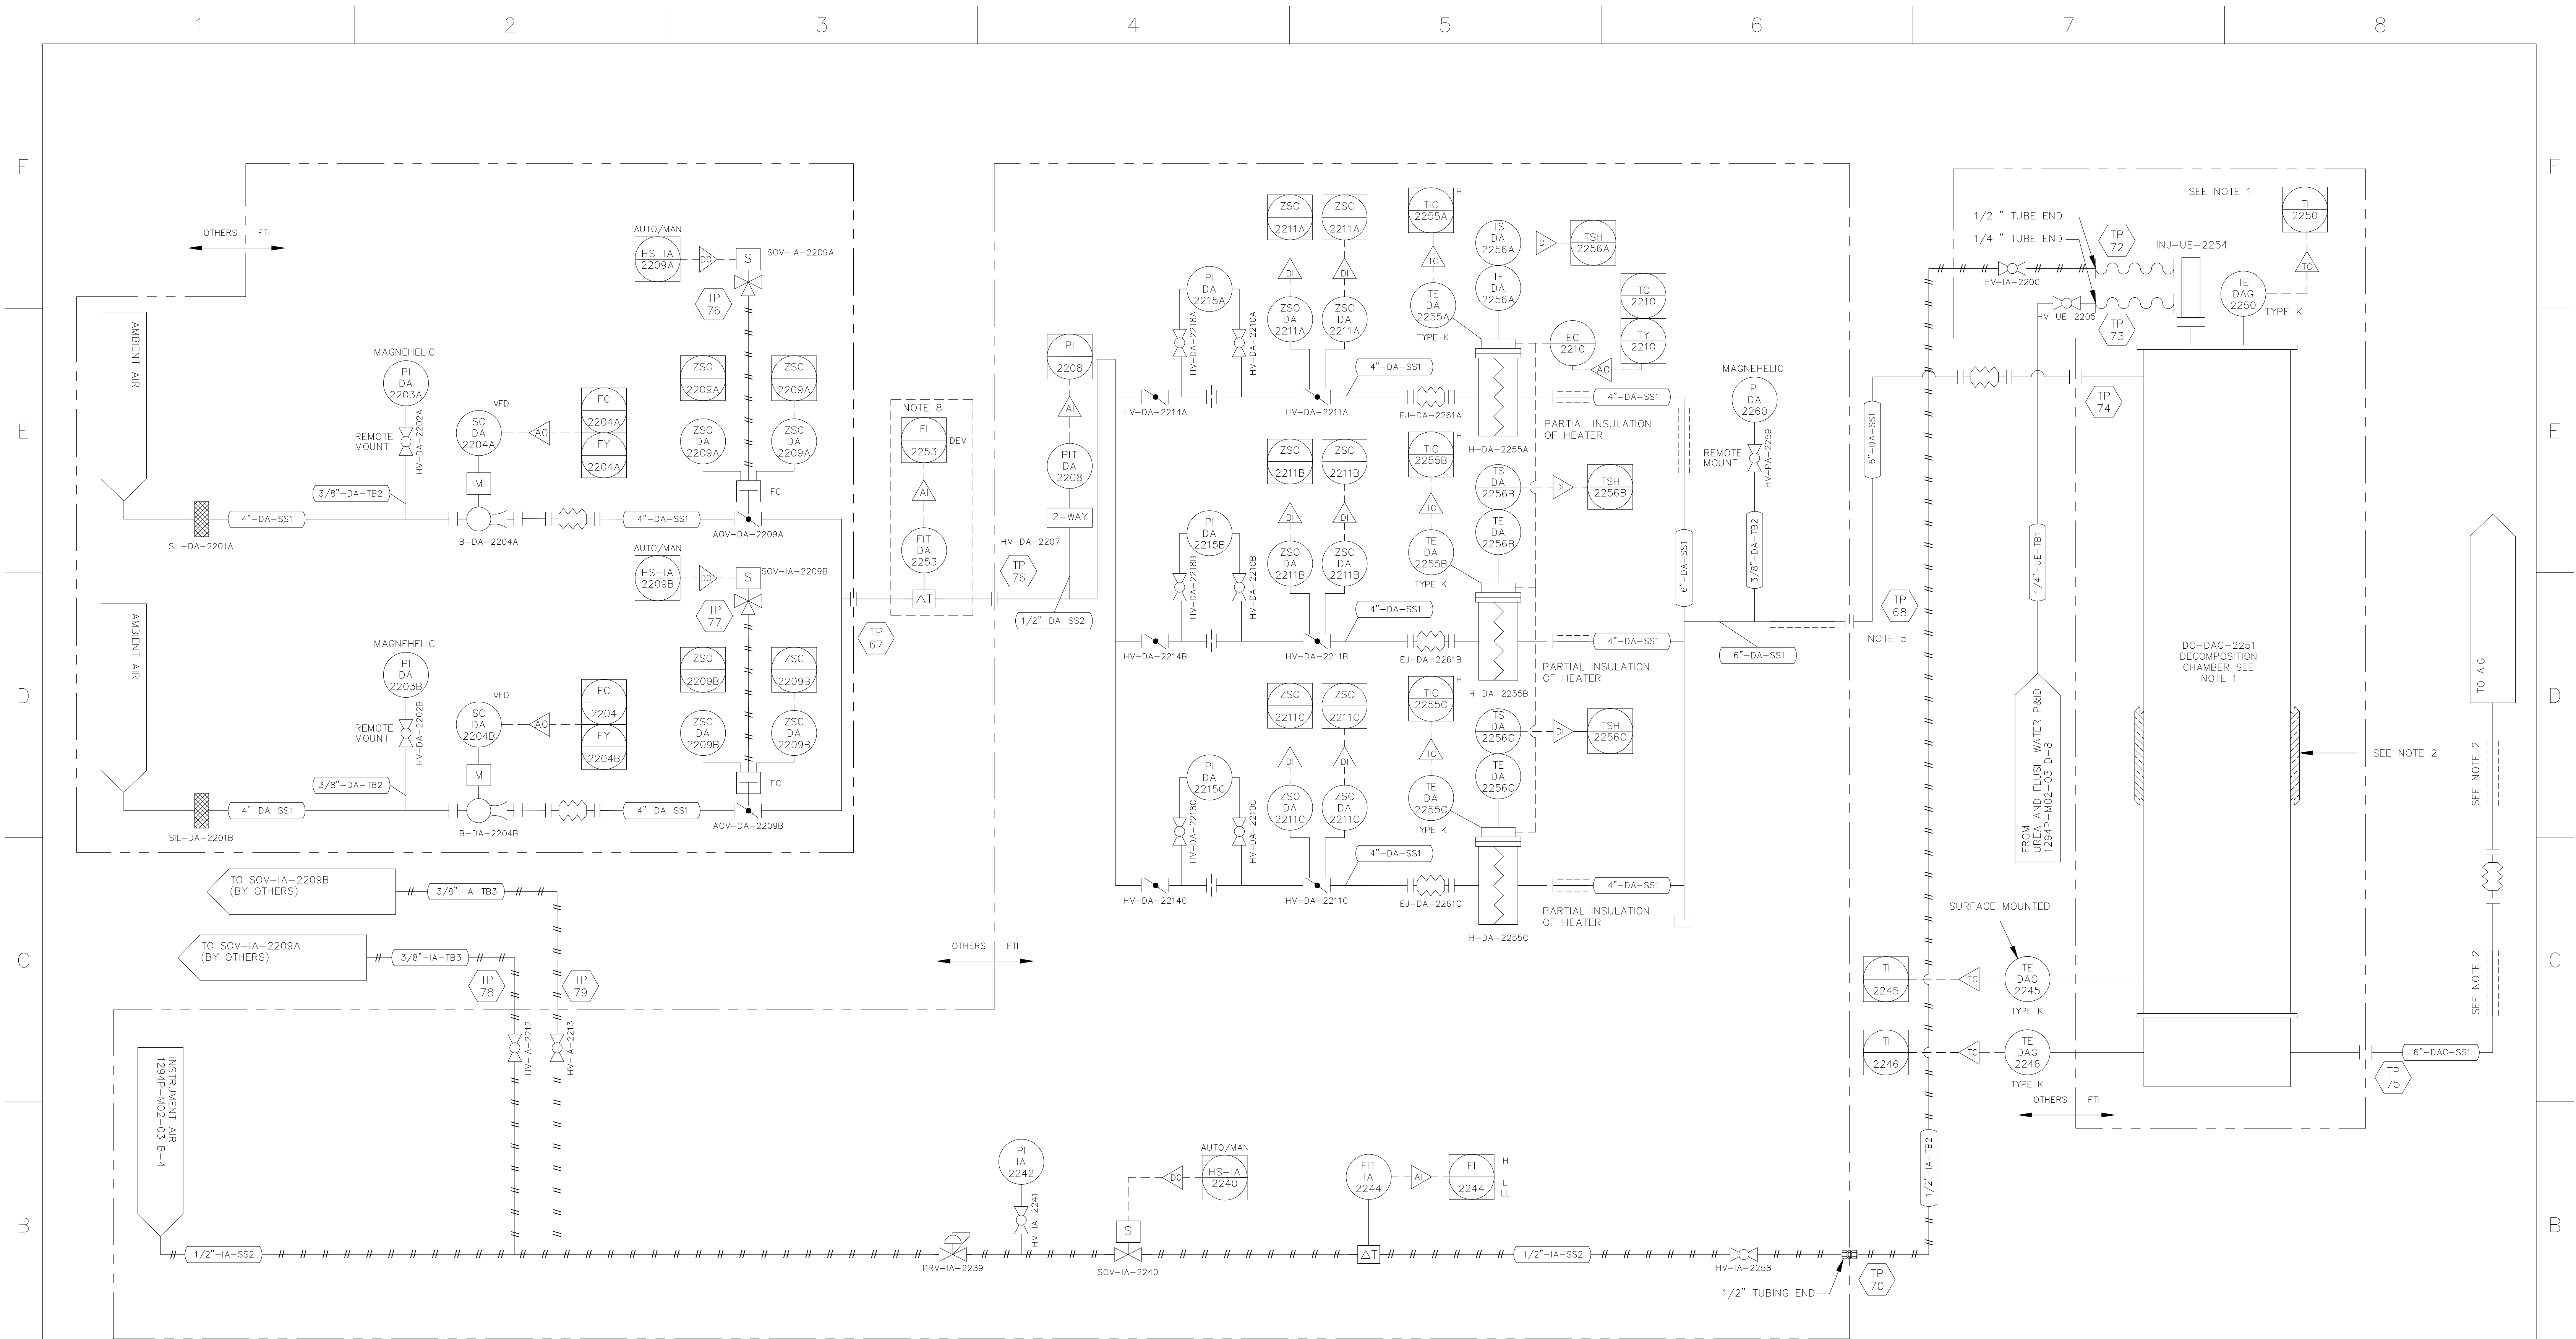 1
2
3
4
5
6
7
8
F
F
E
E
D
D
C
C
B
B
OTHERS
FTI
AMBIENT AIR
SIL-DA-2201A
4"-DA-SS1
3/8"-DA-TB2
MAGNEHELIC
PI
DA
2203A
REMOTE
MOUNT
HV-DA-2202A
VFD
SC
DA
2204A
M
B-DA-2204A
AO
FC
2204A
FY
2204A
4"-DA-SS1
AUTO/MAN
HS-IA
2209A
DO
S
SOV-IA-2209A
TP
76
ZSO
2209A
ZSC
2209A
ZSO
DA
2209A
ZSC
DA
2209A
FC
AOV-DA-2209A
AMBIENT AIR
SIL-DA-2201B
4"-DA-SS1
3/8"-DA-TB2
MAGNEHELIC
PI
DA
2203B
REMOTE
MOUNT
HV-DA-2202B
VFD
SC
DA
2204B
M
B-DA-2204B
AO
FC
2204
FY
2204B
4"-DA-SS1
AUTO/MAN
HS-IA
2209B
DO
S
SOV-IA-2209B
TP
77
ZSO
2209B
ZSC
2209B
ZSO
DA
2209B
ZSC
DA
2209B
FC
AOV-DA-2209B
TP
67
NOTE 8
FI
2253
DEV
AI
FIT
DA
2253
△T
TP
76
PI
2208
AI
PIT
DA
2208
2-WAY
HV-DA-2207
1/2"-DA-SS2
HV-DA-2214A
HV-DA-2218A
PI
DA
2215A
HV-DA-2210A
ZSO
2211A
ZSC
2211A
DI
DI
ZSO
DA
2211A
ZSC
DA
2211A
HV-DA-2211A
4"-DA-SS1
EJ-DA-2261A
TIC
2255A
H
TC
TE
DA
2255A
TYPE K
TS
DA
2256A
TE
DA
2256A
DI
TSH
2256A
H-DA-2255A
EC
2210
AO
TC
2210
TY
2210
4"-DA-SS1
PARTIAL INSULATION
OF HEATER
HV-DA-2214B
HV-DA-2218B
PI
DA
2215B
HV-DA-2210B
ZSO
2211B
ZSC
2211B
DI
DI
ZSO
DA
2211B
ZSC
DA
2211B
HV-DA-2211B
4"-DA-SS1
EJ-DA-2261B
TIC
2255B
H
TC
TE
DA
2255B
TYPE K
TS
DA
2256B
TE
DA
2256B
DI
TSH
2256B
H-DA-2255B
4"-DA-SS1
PARTIAL INSULATION
OF HEATER
HV-DA-2214C
HV-DA-2218C
PI
DA
2215C
HV-DA-2210C
ZSO
2211C
ZSC
2211C
DI
DI
ZSO
DA
2211C
ZSC
DA
2211C
HV-DA-2211C
4"-DA-SS1
EJ-DA-2261C
TIC
2255C
H
TC
TE
DA
2255C
TYPE K
TS
DA
2256C
TE
DA
2256C
DI
TSH
2256C
H-DA-2255C
4"-DA-SS1
PARTIAL INSULATION
OF HEATER
6"-DA-SS1
MAGNEHELIC
PI
DA
2260
REMOTE
MOUNT
HV-PA-2259
3/8"-DA-TB2
6"-DA-SS1
NOTE 5
TP
68
6"-DA-SS1
OTHERS
FTI
SEE NOTE 1
1/2 " TUBE END
1/4 " TUBE END
TP
72
INJ-UE-2254
HV-IA-2200
HV-UE-2205
TP
73
TP
74
TI
2250
TC
TE
DAG
2250
TYPE K
1/4"-UE-TB1
FROM
UREA AND FLUSH WATER P&ID
1294P-M02-03 D-8
DC-DAG-2251
DECOMPOSITION
CHAMBER SEE
NOTE 1
SEE NOTE 2
TO AIG
SEE NOTE 2
SEE NOTE 2
SURFACE MOUNTED
TI
2245
TC
TE
DAG
2245
TYPE K
TI
2246
TC
TE
DAG
2246
TYPE K
OTHERS
FTI
6"-DAG-SS1
TP
75
TO SOV-IA-2209B
(BY OTHERS)
3/8"-IA-TB3
TO SOV-IA-2209A
(BY OTHERS)
3/8"-IA-TB3
TP
78
TP
79
HV-IA-2212
HV-IA-2213
INSTRUMENT AIR
1294P-M02-03 B-4
1/2"-IA-SS2
PRV-IA-2239
PI
IA
2242
HV-IA-2241
AUTO/MAN
HS-IA
2240
DO
S
SOV-IA-2240
FIT
IA
2244
AI
FI
2244
H
L
LL
△T
1/2"-IA-SS2
HV-IA-2258
1/2" TUBING END
TP
70
1/2"-IA-TB2